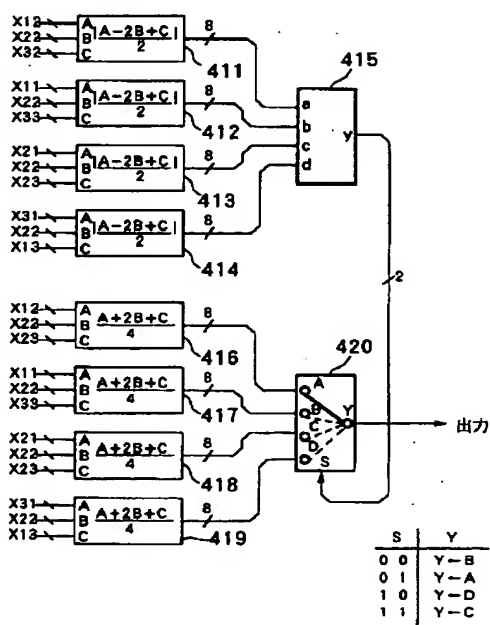 X12 A
X22 B |A-2B+C| / 2 8
X32 C
411
X11 A
X22 B |A-2B+C| / 2 8
X33 C
412
X21 A
X22 B |A-2B+C| / 2 8
X23 C
413
X31 A
X22 B |A-2B+C| / 2 8
X13 C
414
415
a
b
c
d
y
2
X12 A
X22 B A+2B+C / 4 8
X23 C
416
X11 A
X22 B A+2B+C / 4 8
X33 C
417
X21 A
X22 B A+2B+C / 4 8
X23 C
418
X31 A
X22 B A+2B+C / 4 8
X13 C
419
420
A
B
C
D
Y
S
出力
S Y
0 0 Y←B
0 1 Y←A
1 0 Y←D
1 1 Y←C